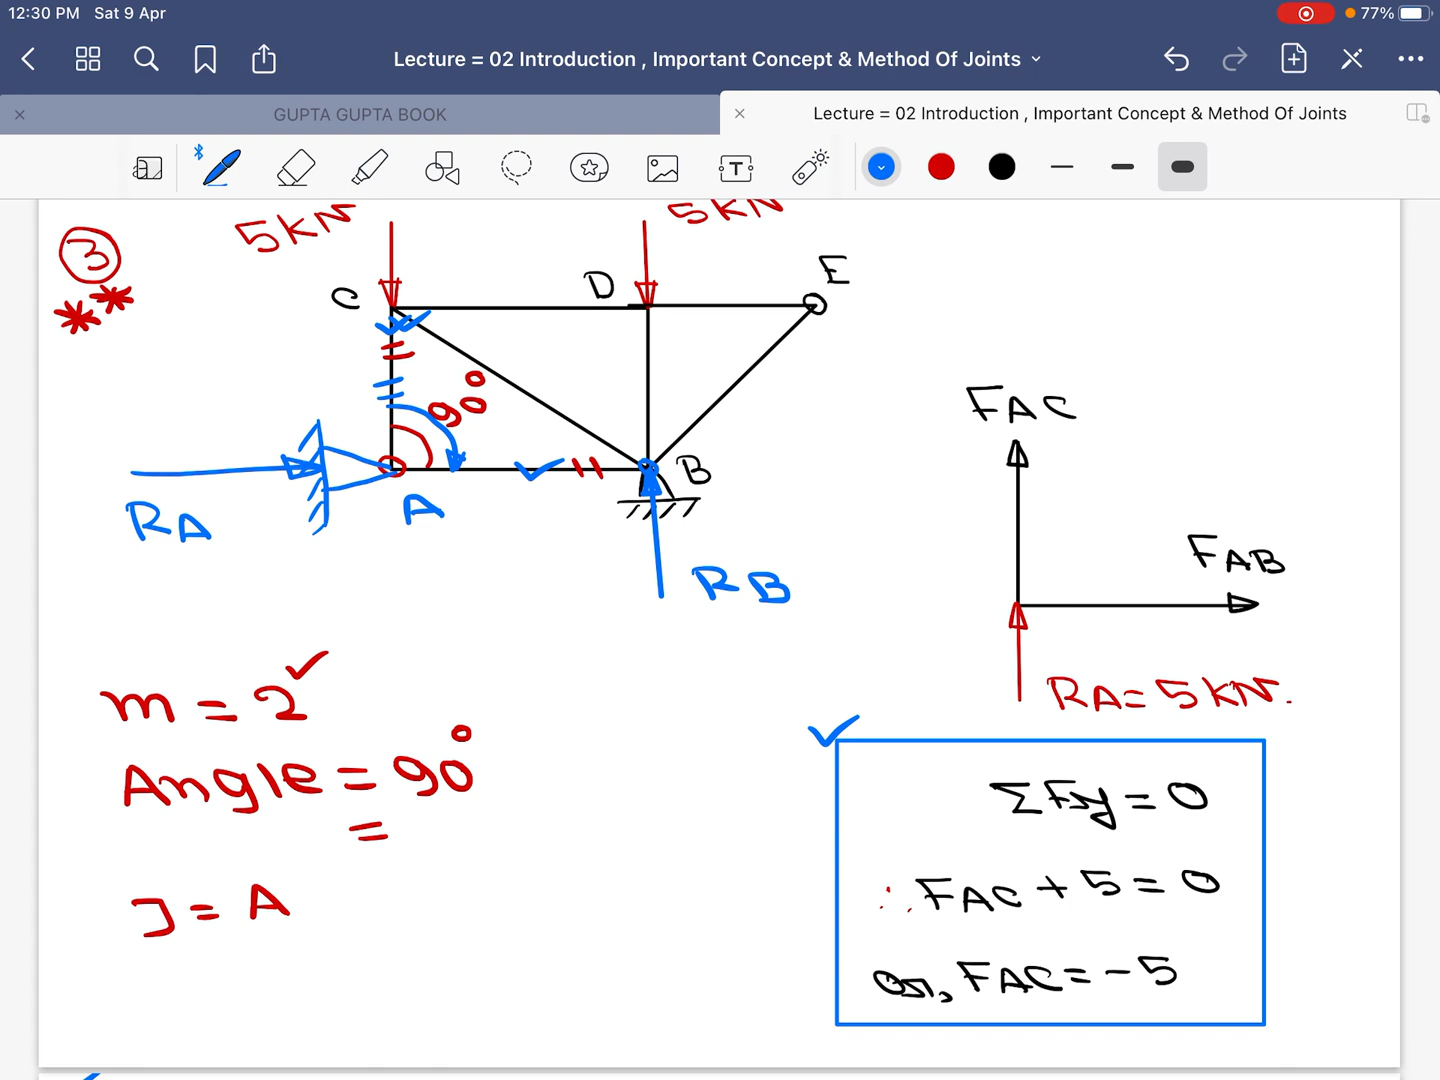 12:30 PM Sat 9 Apr
77%
Lecture = 02 Introduction , Important Concept & Method Of Joints
GUPTA GUPTA BOOK
Lecture = 02 Introduction , Important Concept & Method Of Joints
3
5KN
5KN
C
D
E
90°
A
B
RA
RB
FAC
FAB
RA=5KN.
m = 2
Angle = 90°
J = A
ΣFy = 0
∴ FAC + 5 = 0
or, FAC = -5